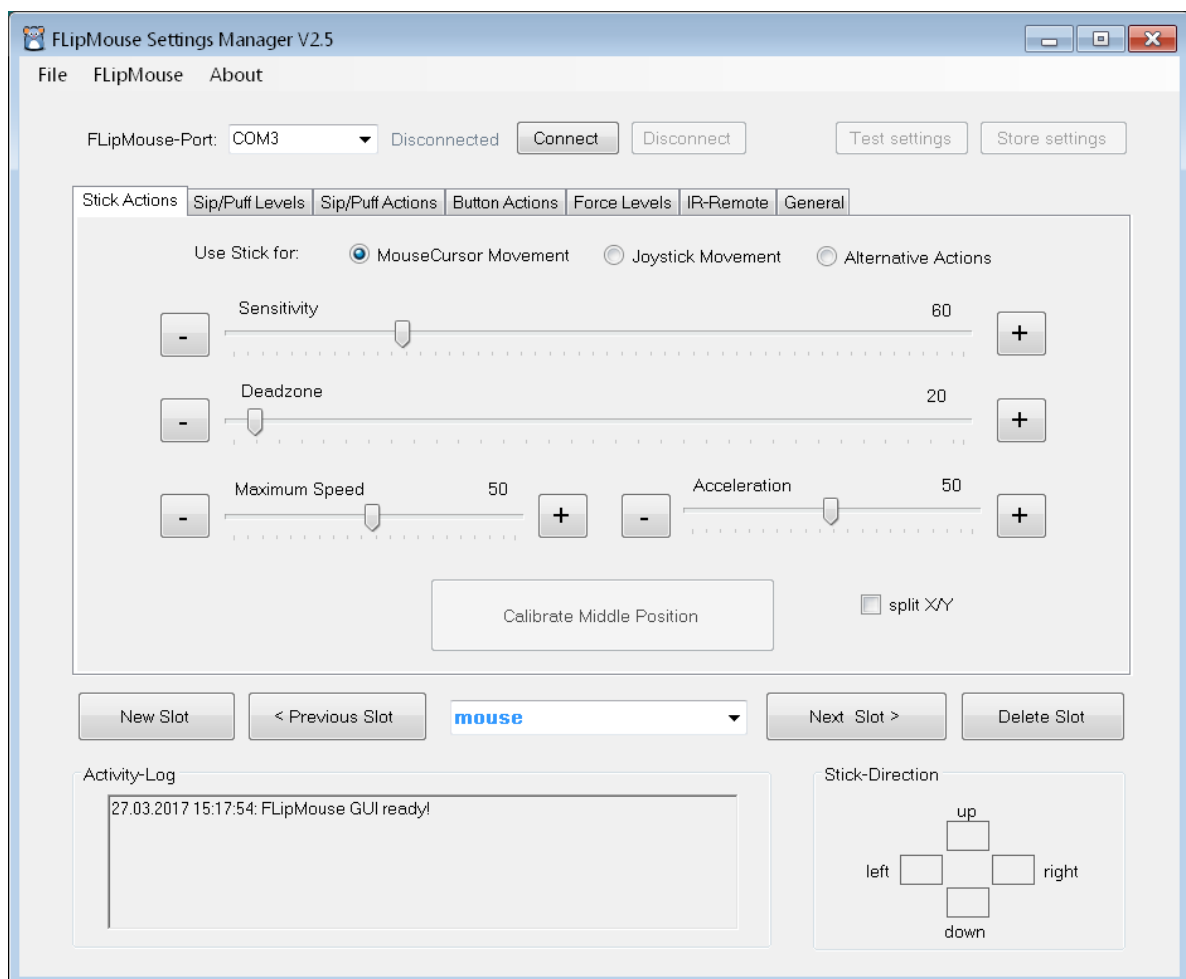 FLipMouse Settings Manager V2.5
File FLipMouse About
FLipMouse-Port: COM3 Disconnected Connect Disconnect Test settings Store settings
Stick Actions Sip/Puff Levels Sip/Puff Actions Button Actions Force Levels IR-Remote General
Use Stick for: MouseCursor Movement Joystick Movement Alternative Actions
Sensitivity 60
- +
Deadzone 20
- +
Maximum Speed 50 Acceleration 50
- + - +
Calibrate Middle Position split X/Y
New Slot < Previous Slot mouse Next Slot > Delete Slot
Activity-Log Stick-Direction
27.03.2017 15:17:54: FLipMouse GUI ready!
up
left right
down